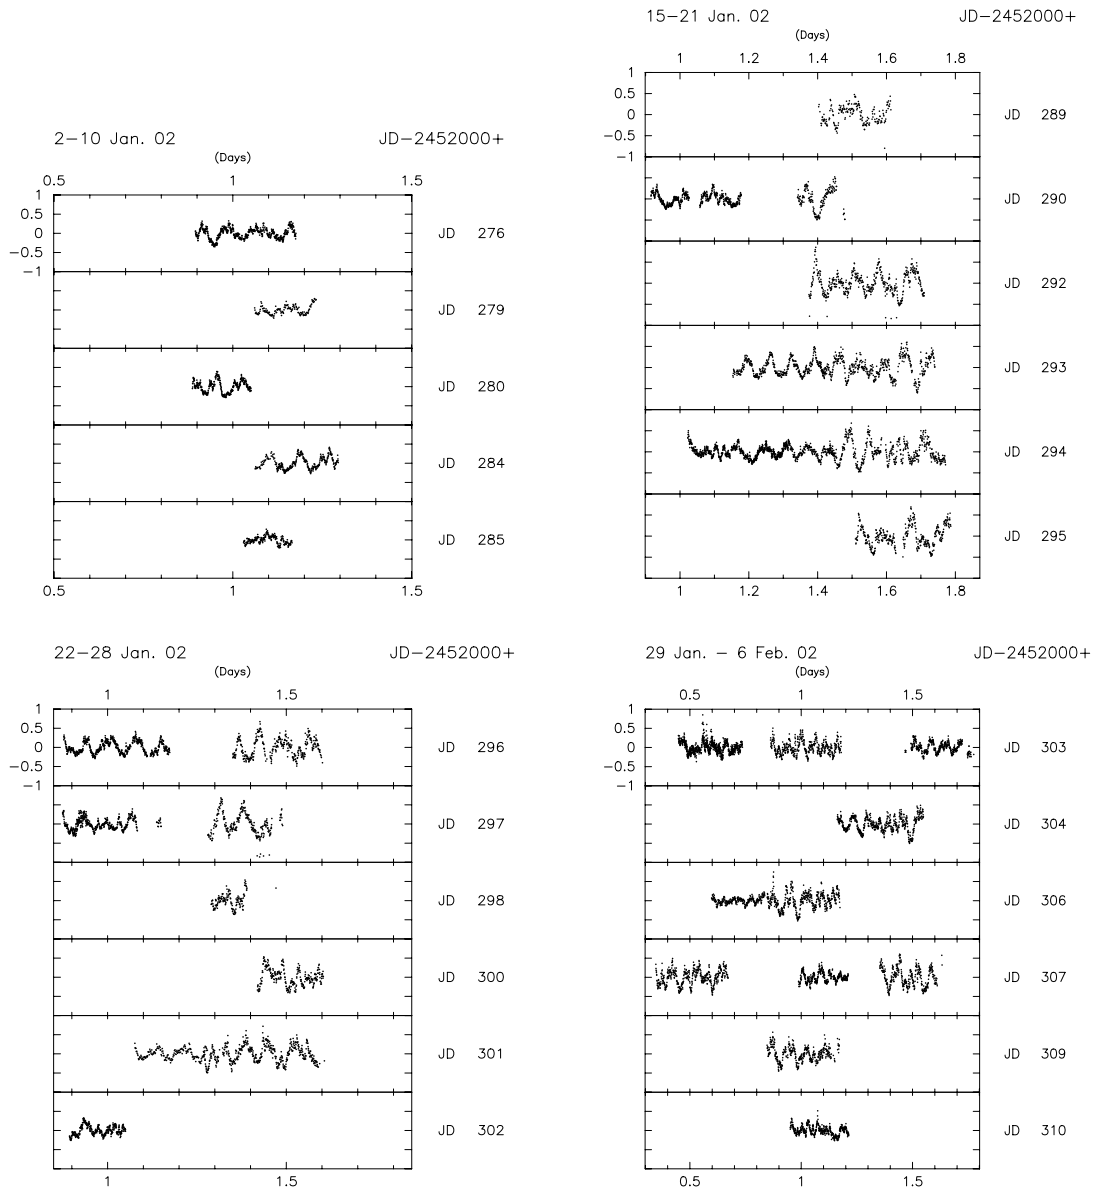 2−10 Jan. 02 JD−2452000+
(Days)
0.5 1 1.5
1
0.5
0
−0.5
−1
JD 276
JD 279
JD 280
JD 284
JD 285
0.5 1 1.5
15−21 Jan. 02 JD−2452000+
(Days)
1 1.2 1.4 1.6 1.8
1
0.5
0
−0.5
−1
JD 289
JD 290
JD 292
JD 293
JD 294
JD 295
1 1.2 1.4 1.6 1.8
22−28 Jan. 02 JD−2452000+
(Days)
1 1.5
1
0.5
0
−0.5
−1
JD 296
JD 297
JD 298
JD 300
JD 301
JD 302
1 1.5
29 Jan. − 6 Feb. 02 JD−2452000+
(Days)
0.5 1 1.5
1
0.5
0
−0.5
−1
JD 303
JD 304
JD 306
JD 307
JD 309
JD 310
0.5 1 1.5